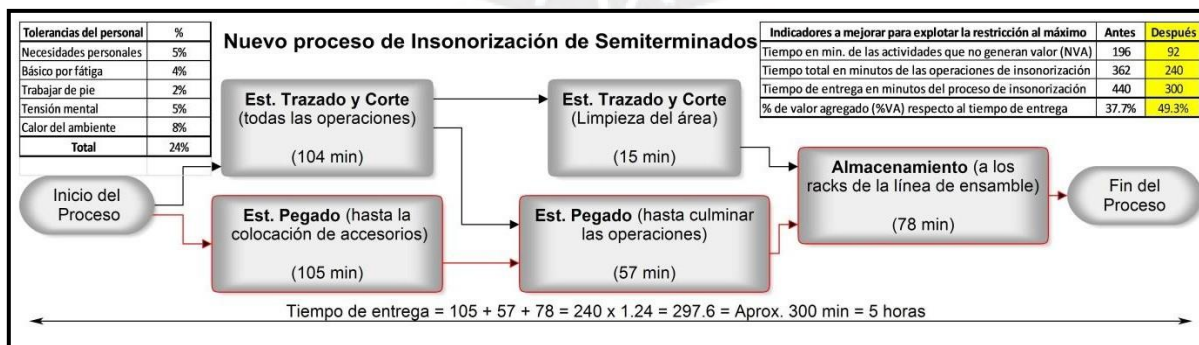 Tolerancias del personal %
Necesidades personales 5%
Básico por fátiga 4%
Trabajar de pie 2%
Tensión mental 5%
Calor del ambiente 8%
Total 24%
Nuevo proceso de Insonorización de Semiterminados
Indicadores a mejorar para explotar la restricción al máximo Antes Después
Tiempo en min. de las actividades que no generan valor (NVA) 196 92
Tiempo total en minutos de las operaciones de insonorización 362 240
Tiempo de entrega en minutos del proceso de insonorización 440 300
% de valor agregado (%VA) respecto al tiempo de entrega 37.7% 49.3%
Inicio del
Proceso
Est. Trazado y Corte
(todas las operaciones)
(104 min)
Est. Pegado (hasta la
colocación de accesorios)
(105 min)
Est. Trazado y Corte
(Limpieza del área)
(15 min)
Est. Pegado (hasta culminar
las operaciones)
(57 min)
Almacenamiento (a los
racks de la línea de ensamble)
(78 min)
Fin del
Proceso
Tiempo de entrega = 105 + 57 + 78 = 240 x 1.24 = 297.6 = Aprox. 300 min = 5 horas